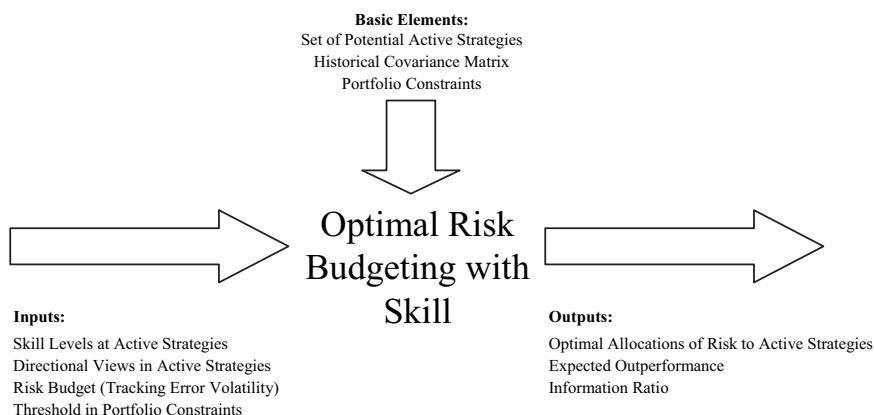 Basic Elements:
Set of Potential Active Strategies
Historical Covariance Matrix
Portfolio Constraints
Optimal Risk
Budgeting with
Skill
Inputs:
Skill Levels at Active Strategies
Directional Views in Active Strategies
Risk Budget (Tracking Error Volatility)
Threshold in Portfolio Constraints
Outputs:
Optimal Allocations of Risk to Active Strategies
Expected Outperformance
Information Ratio